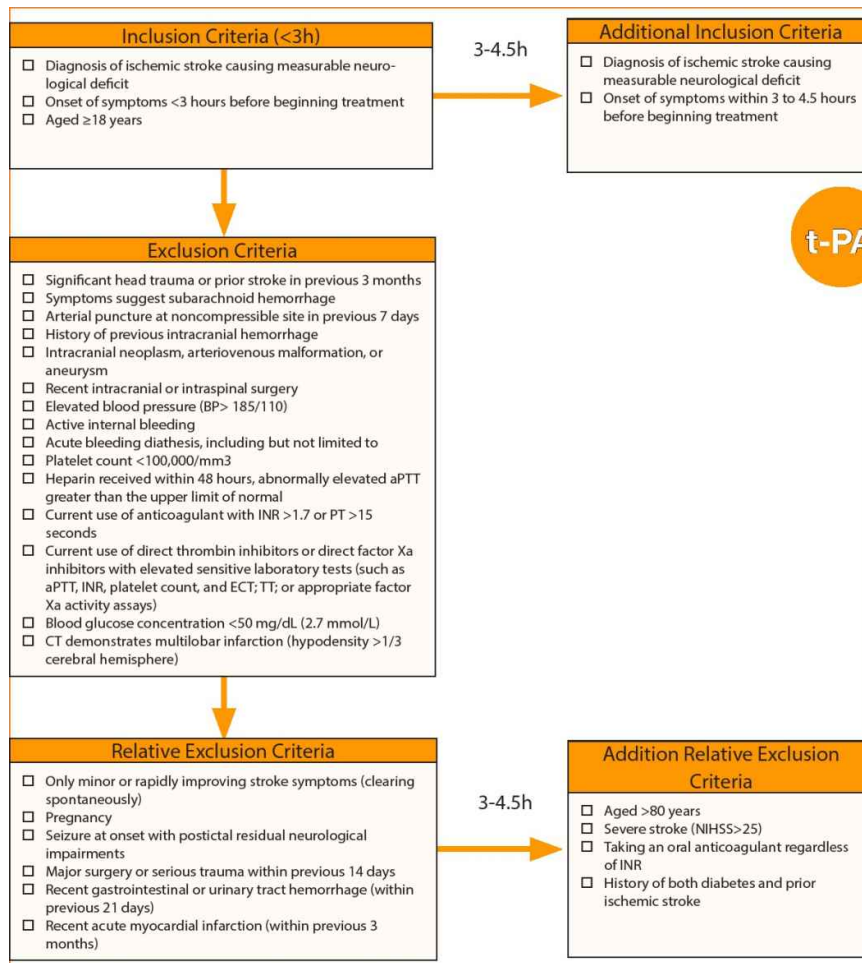 Inclusion Criteria (<3h)
☐ Diagnosis of ischemic stroke causing measurable neuro-
logical deficit
☐ Onset of symptoms <3 hours before beginning treatment
☐ Aged ≥18 years
3-4.5h
Additional Inclusion Criteria
☐ Diagnosis of ischemic stroke causing
measurable neurological deficit
☐ Onset of symptoms within 3 to 4.5 hours
before beginning treatment
t-PA
Exclusion Criteria
☐ Significant head trauma or prior stroke in previous 3 months
☐ Symptoms suggest subarachnoid hemorrhage
☐ Arterial puncture at noncompressible site in previous 7 days
☐ History of previous intracranial hemorrhage
☐ Intracranial neoplasm, arteriovenous malformation, or
aneurysm
☐ Recent intracranial or intraspinal surgery
☐ Elevated blood pressure (BP> 185/110)
☐ Active internal bleeding
☐ Acute bleeding diathesis, including but not limited to
☐ Platelet count <100,000/mm3
☐ Heparin received within 48 hours, abnormally elevated aPTT
greater than the upper limit of normal
☐ Current use of anticoagulant with INR >1.7 or PT >15
seconds
☐ Current use of direct thrombin inhibitors or direct factor Xa
inhibitors with elevated sensitive laboratory tests (such as
aPTT, INR, platelet count, and ECT; TT; or appropriate factor
Xa activity assays)
☐ Blood glucose concentration <50 mg/dL (2.7 mmol/L)
☐ CT demonstrates multilobar infarction (hypodensity >1/3
cerebral hemisphere)
Relative Exclusion Criteria
☐ Only minor or rapidly improving stroke symptoms (clearing
spontaneously)
☐ Pregnancy
☐ Seizure at onset with postictal residual neurological
impairments
☐ Major surgery or serious trauma within previous 14 days
☐ Recent gastrointestinal or urinary tract hemorrhage (within
previous 21 days)
☐ Recent acute myocardial infarction (within previous 3
months)
3-4.5h
Addition Relative Exclusion
Criteria
☐ Aged >80 years
☐ Severe stroke (NIHSS>25)
☐ Taking an oral anticoagulant regardless
of INR
☐ History of both diabetes and prior
ischemic stroke